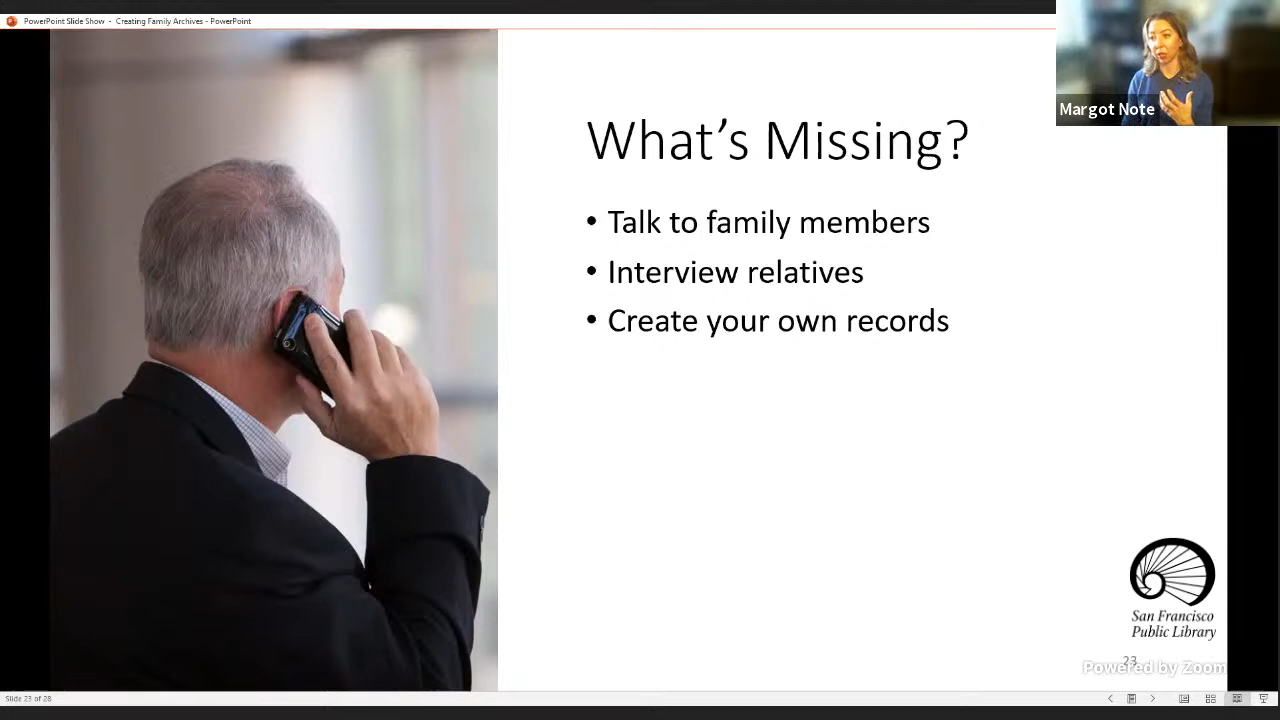 PowerPoint Slide Show - Creating Family Archives - PowerPoint
Margot Note
What's Missing?
• Talk to family members
• Interview relatives
• Create your own records
San Francisco
Public Library
23
Powered by Zoom
Slide 23 of 28